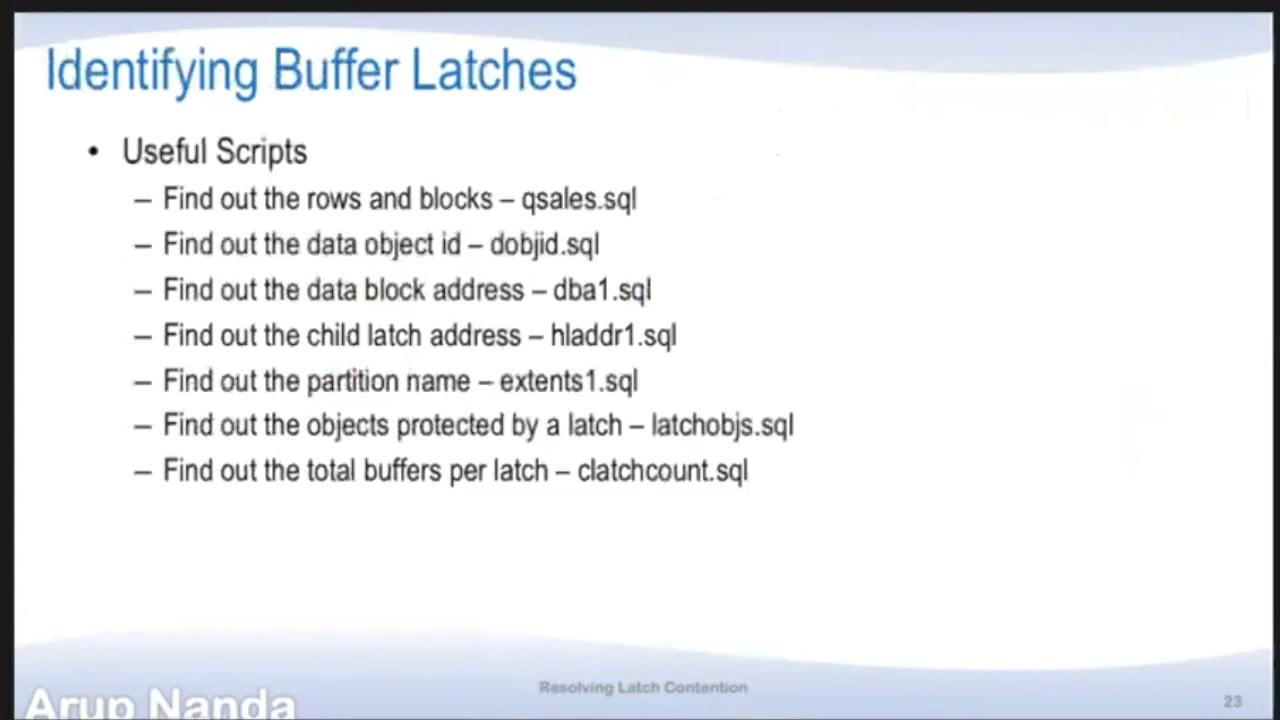 Identifying Buffer Latches
• Useful Scripts
– Find out the rows and blocks – qsales.sql
– Find out the data object id – dobjid.sql
– Find out the data block address – dba1.sql
– Find out the child latch address – hladdr1.sql
– Find out the partition name – extents1.sql
– Find out the objects protected by a latch – latchobjs.sql
– Find out the total buffers per latch – clatchcount.sql
Resolving Latch Contention
23
Arup Nanda